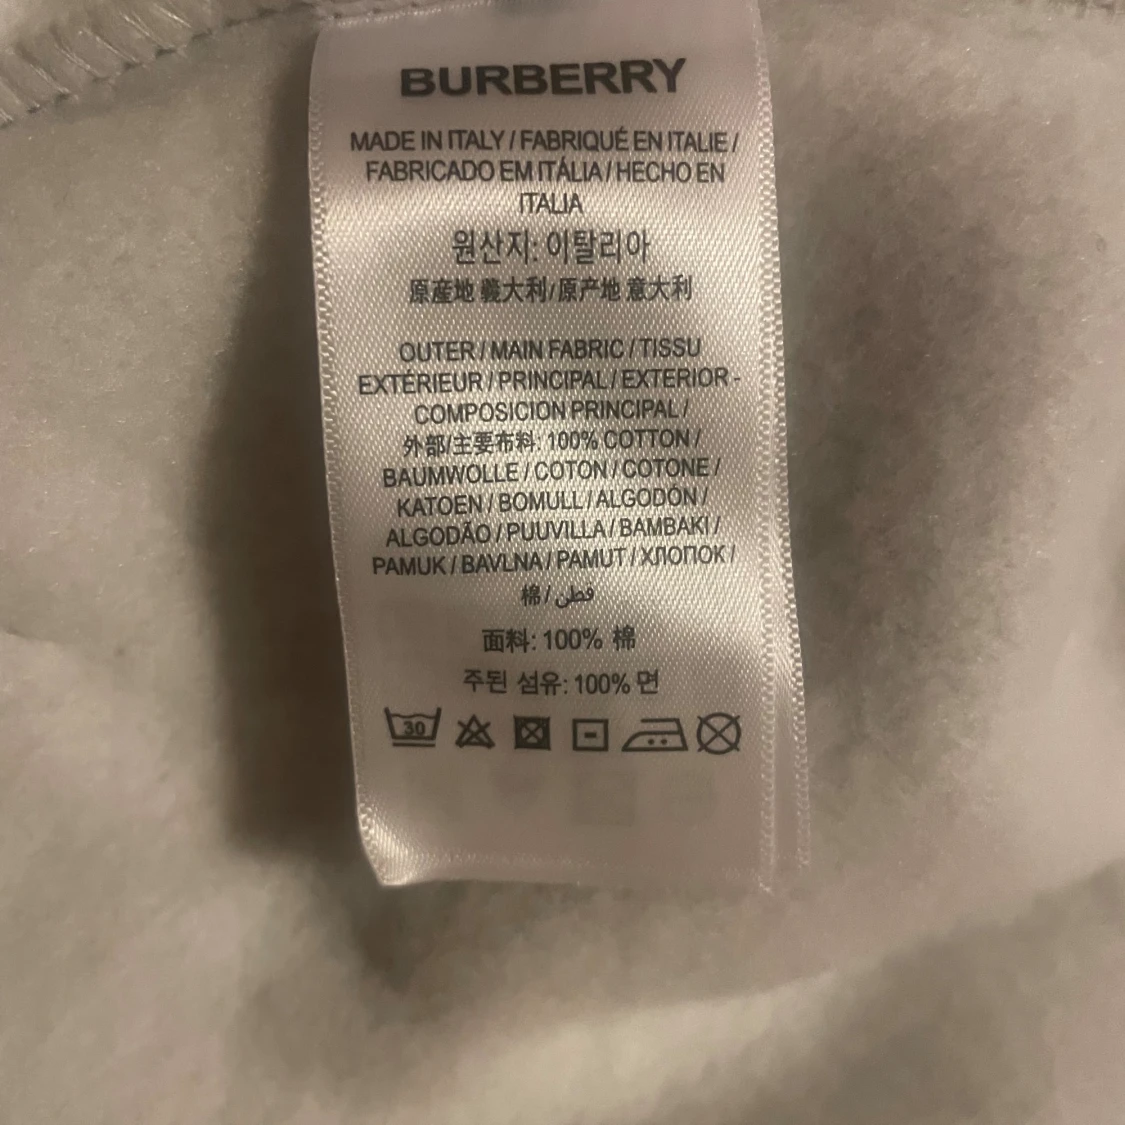 BURBERRY
MADE IN ITALY / FABRIQUÉ EN ITALIE /
FABRICADO EM ITÁLIA / HECHO EN
ITALIA
원산지: 이탈리아
原産地 義大利/原产地 意大利
OUTER / MAIN FABRIC / TISSU
EXTÉRIEUR / PRINCIPAL / EXTERIOR -
COMPOSICION PRINCIPAL /
外部/主要布料: 100% COTTON /
BAUMWOLLE / COTON / COTONE /
KATOEN / BOMULL / ALGODÓN /
ALGODÃO / PUUVILLA / BAMBAKI /
PAMUK / BAVLNA / PAMUT / ХЛОПОК /
棉 / قطن
面料: 100% 棉
주된 섬유: 100% 면
30